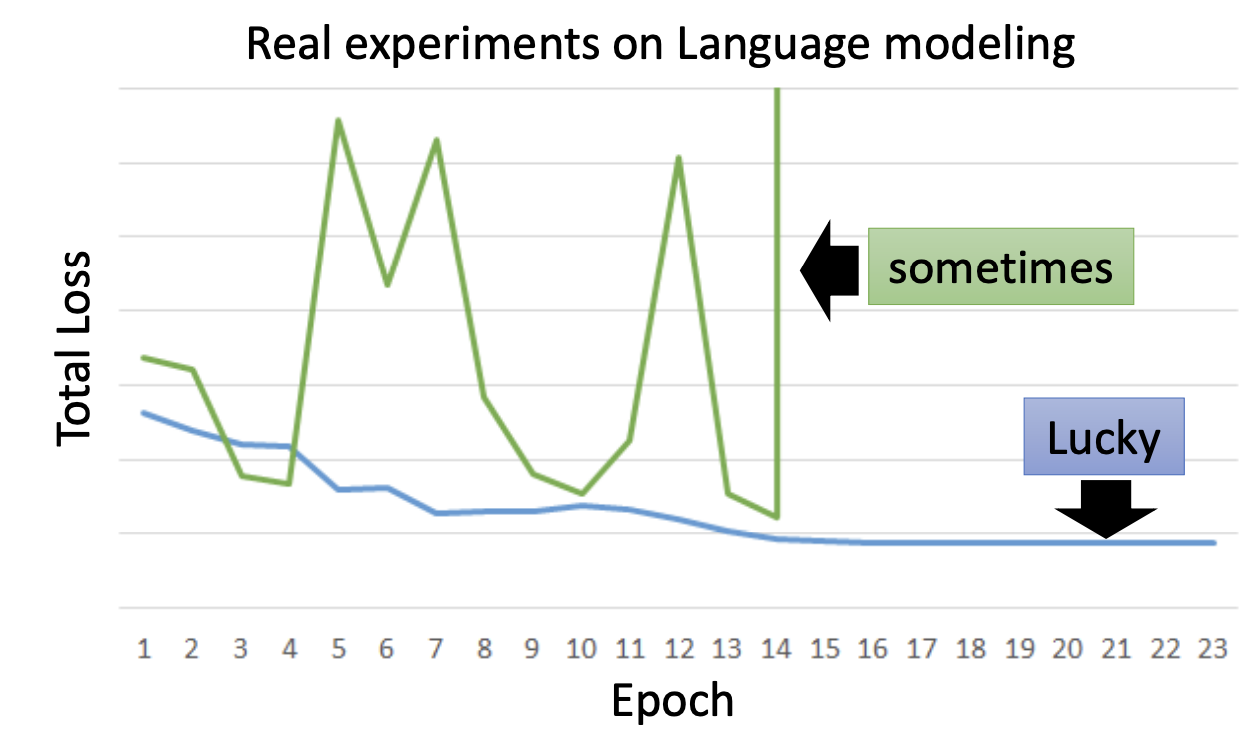 Real experiments on Language modeling
Total Loss
sometimes
Lucky
1 2 3 4 5 6 7 8 9 10 11 12 13 14 15 16 17 18 19 20 21 22 23
Epoch